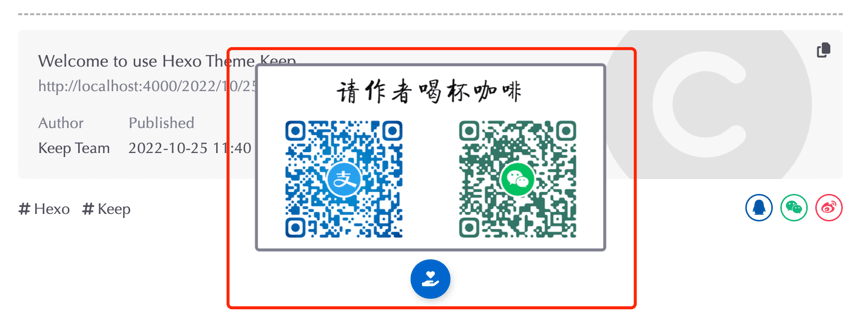 Welcome to use Hexo Theme Keep
http://localhost:4000/2022/10/25
Author Published
Keep Team 2022-10-25 11:40
请作者喝杯咖啡
支
# Hexo # Keep